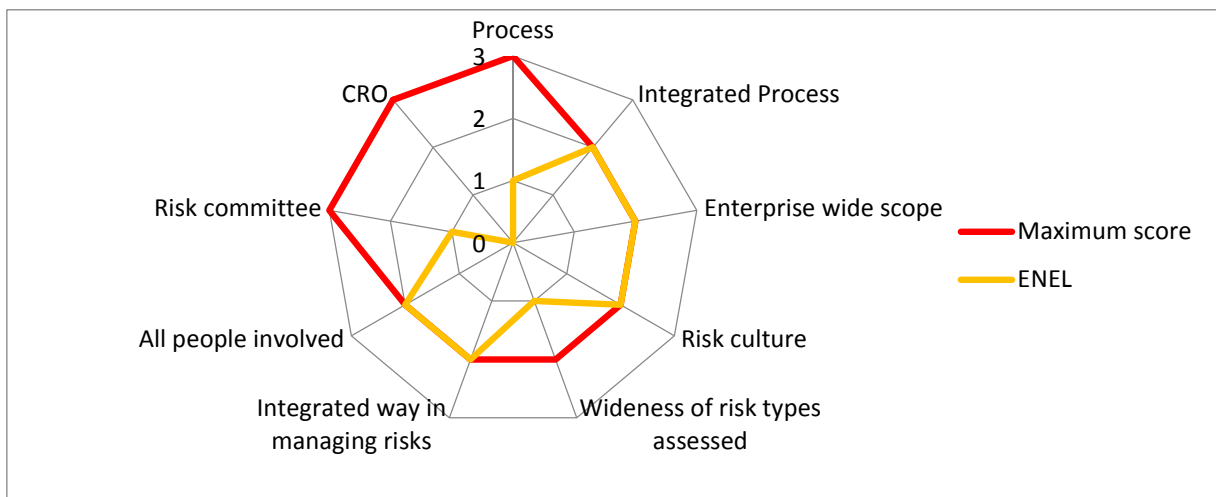 Process
3
CRO
Integrated Process
2
1
Risk committee
Enterprise wide scope
0
Maximum score
ENEL
All people involved
Risk culture
Integrated way in
managing risks
Wideness of risk types
assessed